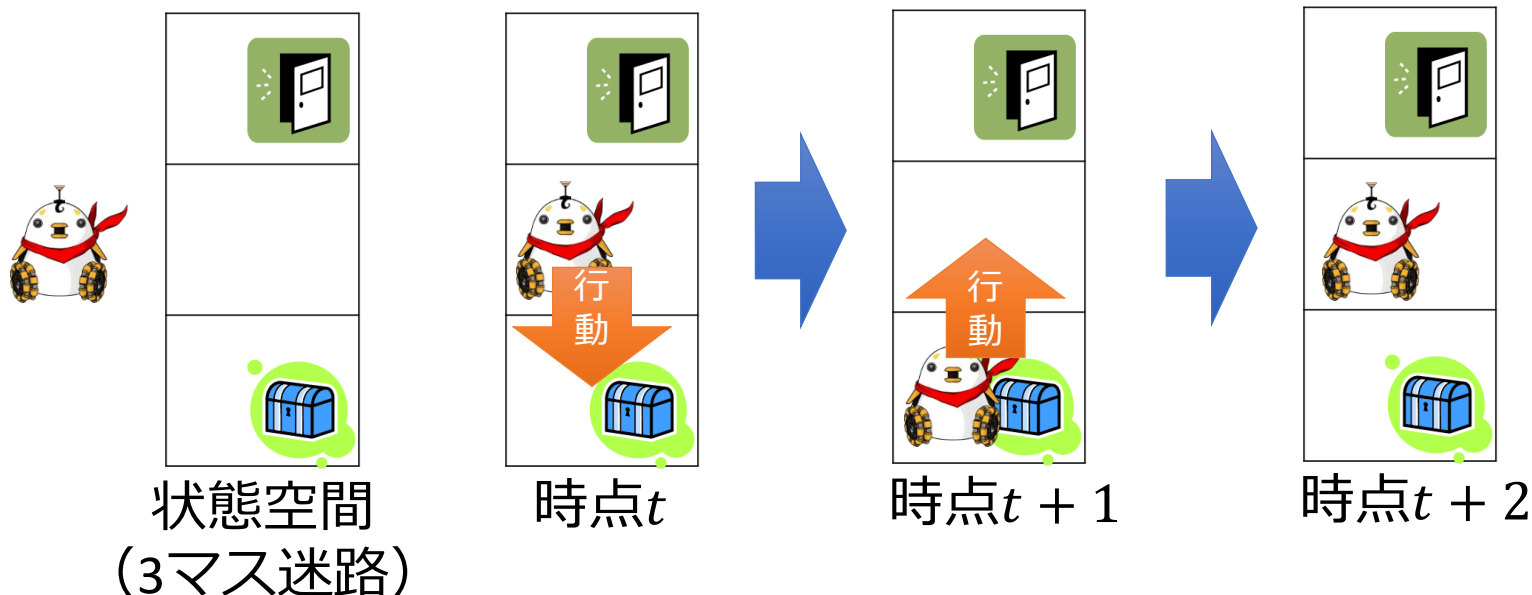 行
動
行
動
状態空間
（3マス迷路）
時点t
時点t + 1
時点t + 2